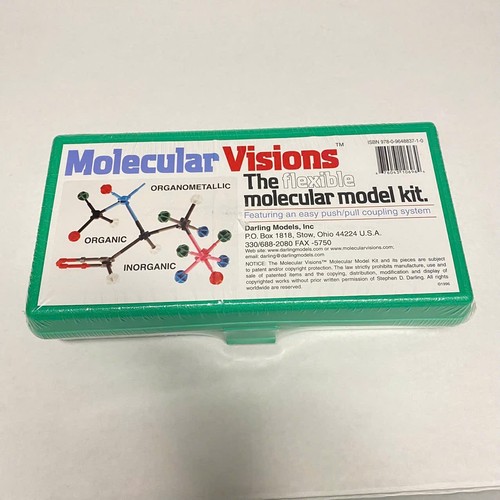 Molecular Visions™
ISBN 978-0-9648837-1-0
The flexible
molecular model kit.
Featuring an easy push/pull coupling system
ORGANOMETALLIC
ORGANIC
INORGANIC
Darling Models, Inc
P.O. Box 1818, Stow, Ohio 44224 U.S.A.
330/688-2080 FAX -5750
Web site: www.darlingmodels.com or www.molecularvisions.com,
email: darling@darlingmodels.com
NOTICE: The Molecular Visions™ Molecular Model Kit and its pieces are subject
to patent and/or copyright protection. The law strictly prohibits manufacture, use and
sale of patented items and the copying, distribution, modification and display of
copyrighted works without prior written permission of Stephen D. Darling. All rights
worldwide are reserved.
©1996